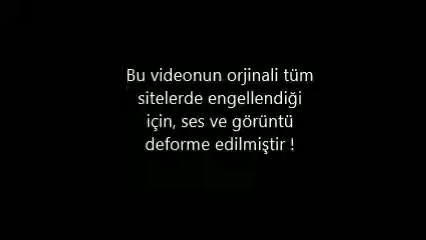 Bu videonun orjinali tüm
sitelerde engellendiği
için, ses ve görüntü
deforme edilmiştir !